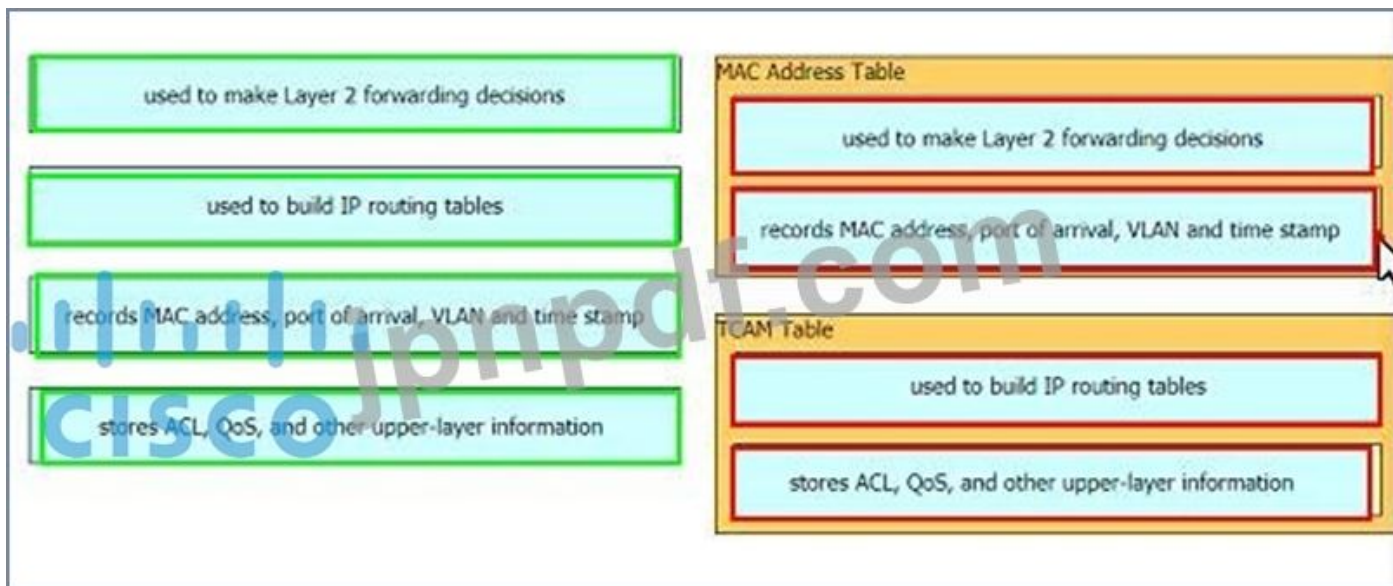 used to make Layer 2 forwarding decisions
used to build IP routing tables
records MAC address, port of arrival, VLAN and time stamp
stores ACL, QoS, and other upper-layer information
MAC Address Table
used to make Layer 2 forwarding decisions
records MAC address, port of arrival, VLAN and time stamp
TCAM Table
used to build IP routing tables
stores ACL, QoS, and other upper-layer information
CISCO
jpnpdf.com